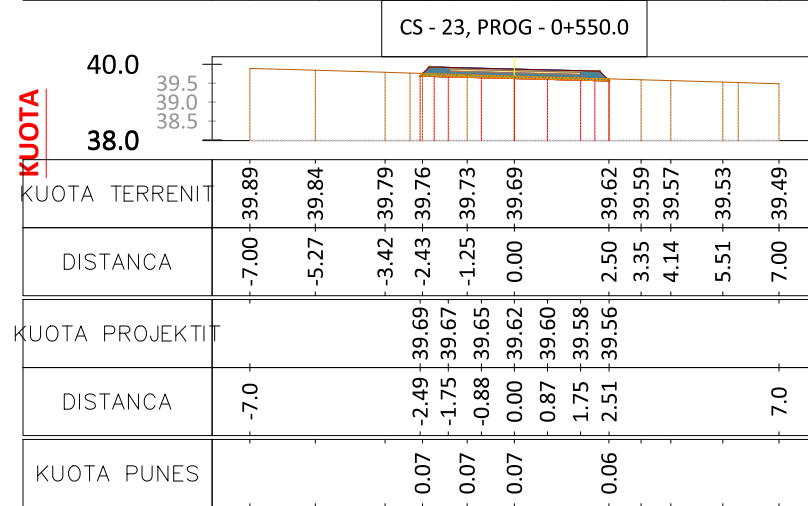 CS - 23, PROG - 0+550.0
KUOTA
40.0
39.5
39.0
38.5
38.0
KUOTA TERRENIT 39.89 39.84 39.79 39.76 39.73 39.69 39.62 39.59 39.57 39.53 39.49
DISTANCA -7.00 -5.27 -3.42 -2.43 -1.25 0.00 2.50 3.35 4.14 5.51 7.00
KUOTA PROJEKTIT 39.69 39.67 39.65 39.62 39.60 39.58 39.56
DISTANCA -7.0 -2.49 -1.75 -0.88 0.00 0.87 1.75 2.51 7.0
KUOTA PUNES 0.07 0.07 0.07 0.06